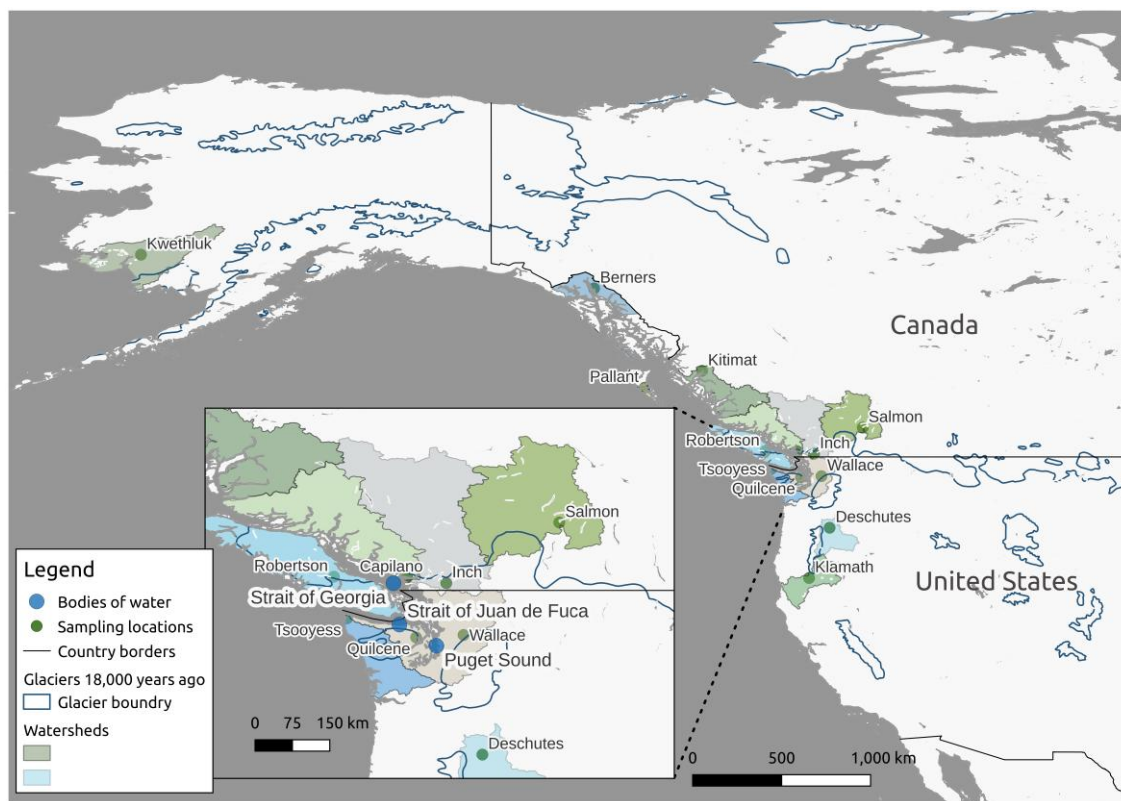 Kwethluk
Berners
Canada
Kitimat
Pallant
Salmon
Robertson
Inch
Tsooyess
Wallace
Quilcene
Deschutes
Klamath
United States
Salmon
Robertson
Capilano
Inch
Strait of Georgia
Strait of Juan de Fuca
Tsooyess
Wallace
Quilcene
Puget Sound
Deschutes
0 75 150 km
0 500 1,000 km
Legend
Bodies of water
Sampling locations
Country borders
Glaciers 18,000 years ago
Glacier boundry
Watersheds